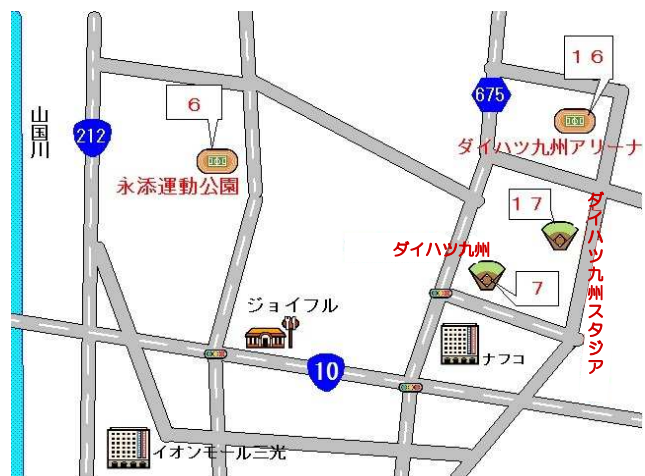 16
675
6
山国川
212
ダイハツ九州アリーナ
永添運動公園
17
ダイハツ九州スタジア
ダイハツ九州
7
ジョイフル
ナフコ
10
イオンモール三光